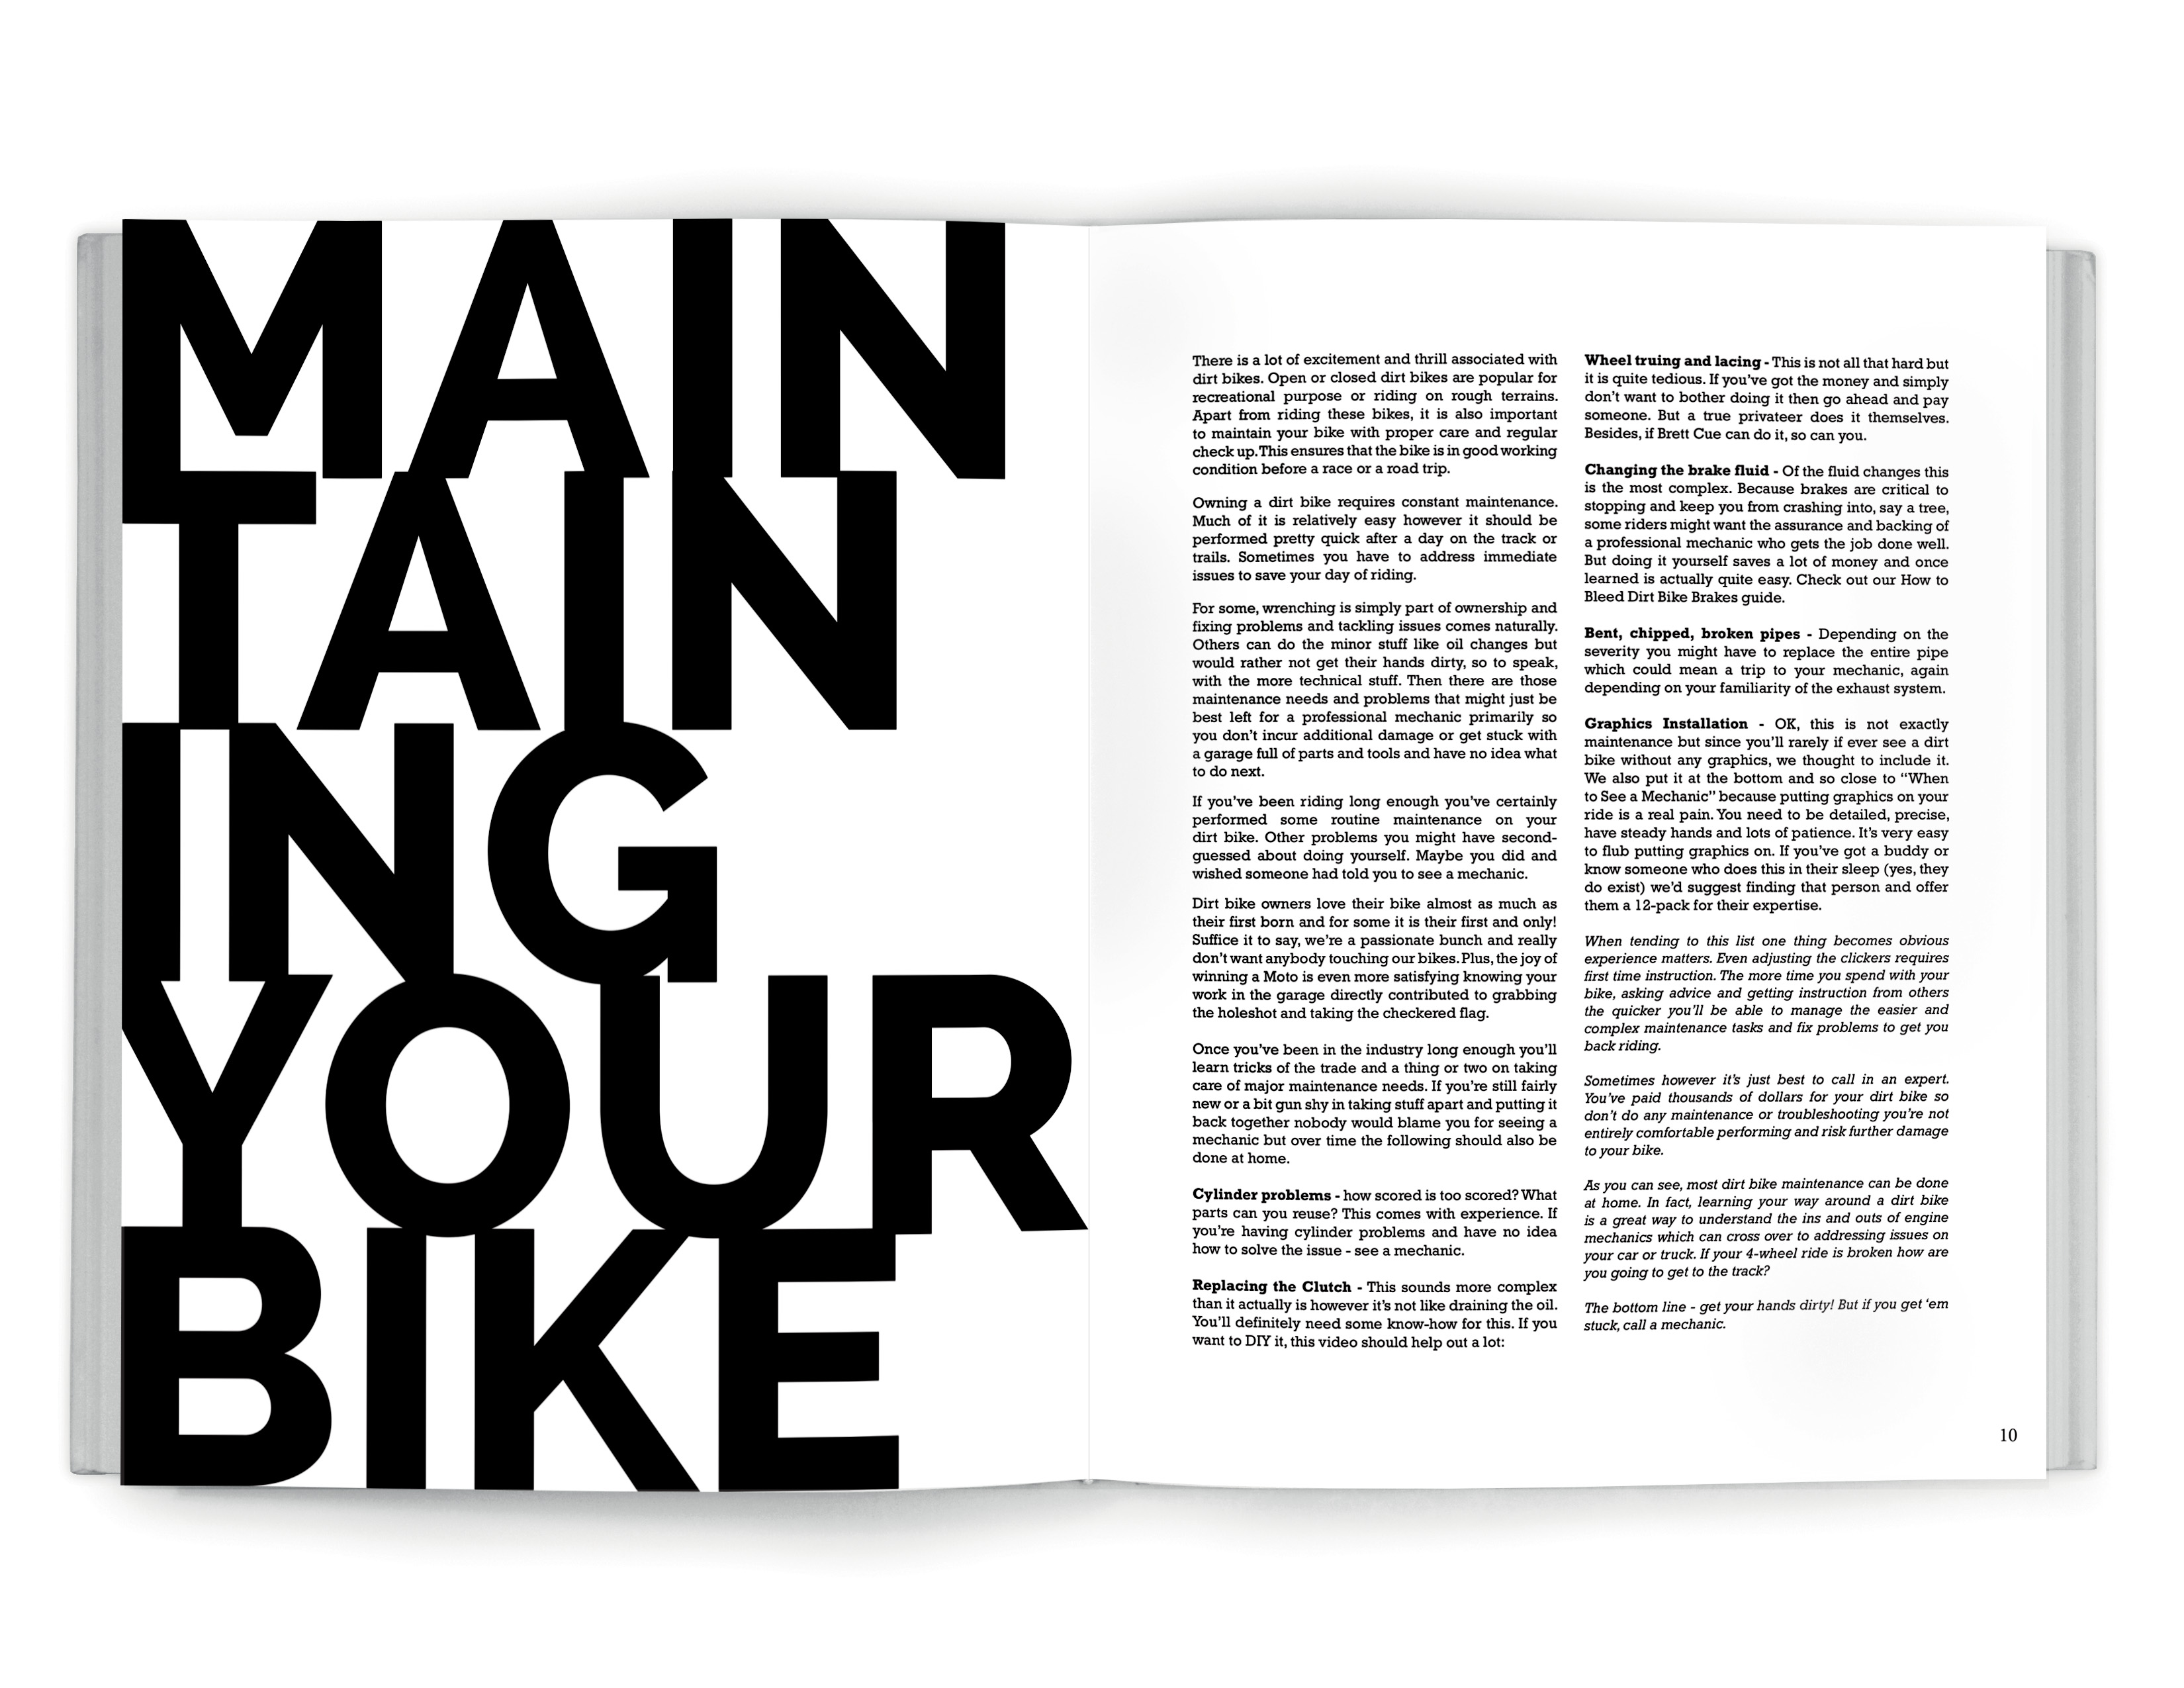 MAIN
TAIN
ING
YOUR
BIKE
There is a lot of excitement and thrill associated with
dirt bikes. Open or closed dirt bikes are popular for
recreational purpose or riding on rough terrains.
Apart from riding these bikes, it is also important
to maintain your bike with proper care and regular
check up.This ensures that the bike is in good working
condition before a race or a road trip.
Owning a dirt bike requires constant maintenance.
Much of it is relatively easy however it should be
performed pretty quick after a day on the track or
trails. Sometimes you have to address immediate
issues to save your day of riding.
For some, wrenching is simply part of ownership and
fixing problems and tackling issues comes naturally.
Others can do the minor stuff like oil changes but
would rather not get their hands dirty, so to speak,
with the more technical stuff. Then there are those
maintenance needs and problems that might just be
best left for a professional mechanic primarily so
you don't incur additional damage or get stuck with
a garage full of parts and tools and have no idea what
to do next.
If you've been riding long enough you've certainly
performed some routine maintenance on your
dirt bike. Other problems you might have second-
guessed about doing yourself. Maybe you did and
wished someone had told you to see a mechanic.
Dirt bike owners love their bike almost as much as
their first born and for some it is their first and only!
Suffice it to say, we're a passionate bunch and really
don't want anybody touching our bikes. Plus, the joy of
winning a Moto is even more satisfying knowing your
work in the garage directly contributed to grabbing
the holeshot and taking the checkered flag.
Once you've been in the industry long enough you'll
learn tricks of the trade and a thing or two on taking
care of major maintenance needs. If you're still fairly
new or a bit gun shy in taking stuff apart and putting it
back together nobody would blame you for seeing a
mechanic but over time the following should also be
done at home.
Cylinder problems - how scored is too scored? What
parts can you reuse? This comes with experience. If
you're having cylinder problems and have no idea
how to solve the issue - see a mechanic.
Replacing the Clutch - This sounds more complex
than it actually is however it's not like draining the oil.
You'll definitely need some know-how for this. If you
want to DIY it, this video should help out a lot:
Wheel truing and lacing - This is not all that hard but
it is quite tedious. If you've got the money and simply
don't want to bother doing it then go ahead and pay
someone. But a true privateer does it themselves.
Besides, if Brett Cue can do it, so can you.
Changing the brake fluid - Of the fluid changes this
is the most complex. Because brakes are critical to
stopping and keep you from crashing into, say a tree,
some riders might want the assurance and backing of
a professional mechanic who gets the job done well.
But doing it yourself saves a lot of money and once
learned is actually quite easy. Check out our How to
Bleed Dirt Bike Brakes guide.
Bent, chipped, broken pipes - Depending on the
severity you might have to replace the entire pipe
which could mean a trip to your mechanic, again
depending on your familiarity of the exhaust system.
Graphics Installation - OK, this is not exactly
maintenance but since you'll rarely if ever see a dirt
bike without any graphics, we thought to include it.
We also put it at the bottom and so close to "When
to See a Mechanic" because putting graphics on your
ride is a real pain. You need to be detailed, precise,
have steady hands and lots of patience. It's very easy
to flub putting graphics on. If you've got a buddy or
know someone who does this in their sleep (yes, they
do exist) we'd suggest finding that person and offer
them a 12-pack for their expertise.
When tending to this list one thing becomes obvious
experience matters. Even adjusting the clickers requires
first time instruction. The more time you spend with your
bike, asking advice and getting instruction from others
the quicker you'll be able to manage the easier and
complex maintenance tasks and fix problems to get you
back riding.
Sometimes however it's just best to call in an expert.
You've paid thousands of dollars for your dirt bike so
don't do any maintenance or troubleshooting you're not
entirely comfortable performing and risk further damage
to your bike.
As you can see, most dirt bike maintenance can be done
at home. In fact, learning your way around a dirt bike
is a great way to understand the ins and outs of engine
mechanics which can cross over to addressing issues on
your car or truck. If your 4-wheel ride is broken how are
you going to get to the track?
The bottom line - get your hands dirty! But if you get 'em
stuck, call a mechanic.
10